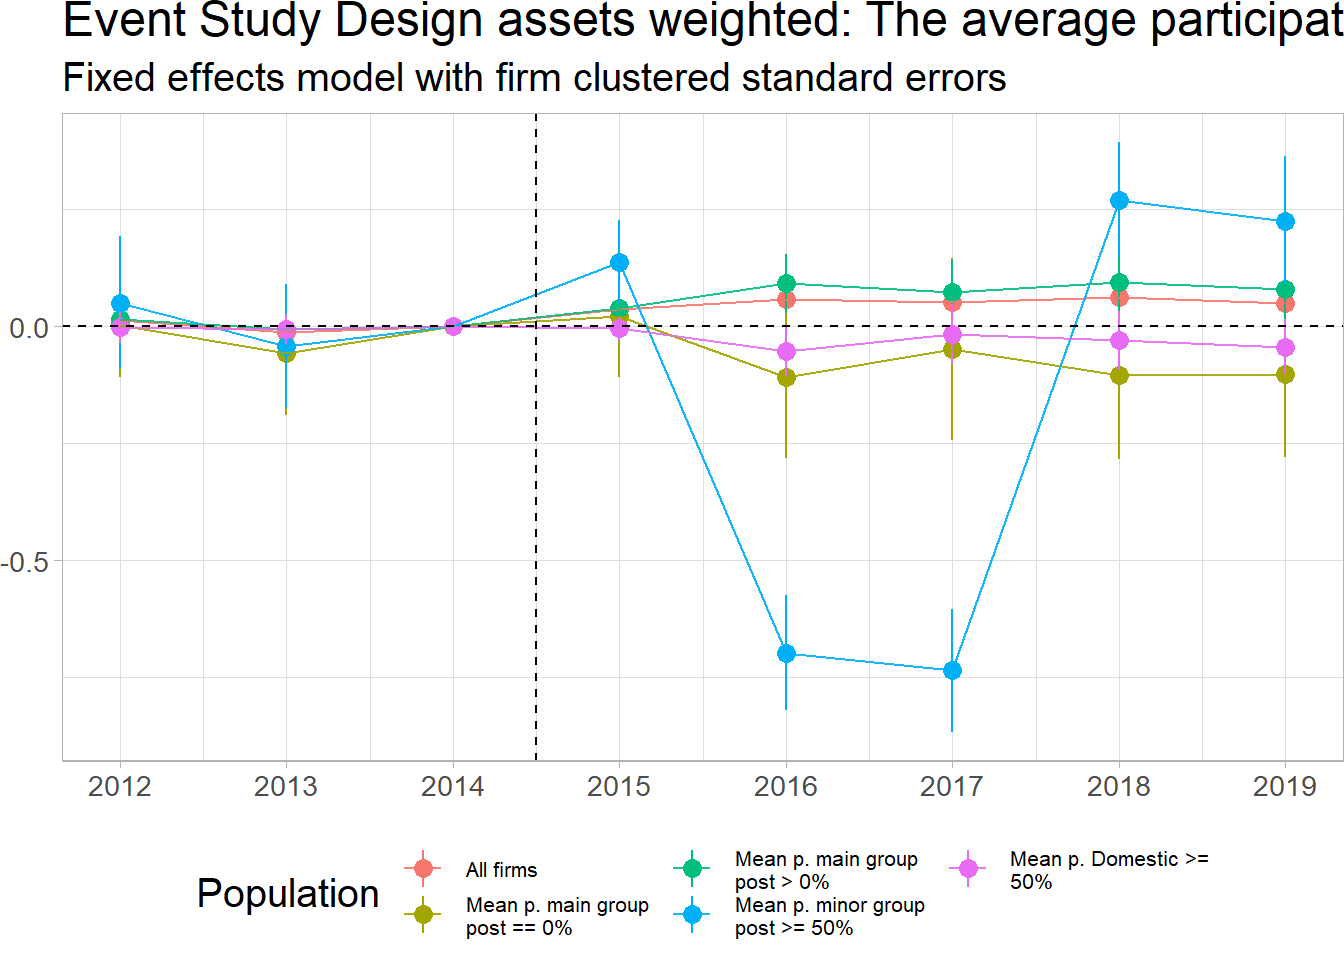 Event Study Design assets weighted: The average participat
Fixed effects model with firm clustered standard errors
0.0
-0.5
2012 2013 2014 2015 2016 2017 2018 2019
Population
All firms
Mean p. main group
post == 0%
Mean p. main group
post > 0%
Mean p. minor group
post >= 50%
Mean p. Domestic >=
50%